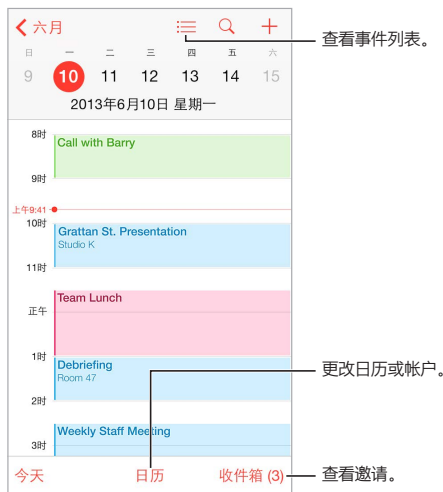 六月
查看事件列表。
日 一 二 三 四 五 六
9 10 11 12 13 14 15
2013年6月10日 星期一
8时
Call with Barry
9时
上午9:41
10时
Grattan St. Presentation
Studio K
11时
Team Lunch
正午
1时
Debriefing
Room 47
更改日历或帐户。
2时
Weekly Staff Meeting
3时
今天 日历 收件箱 (3)
查看邀请。